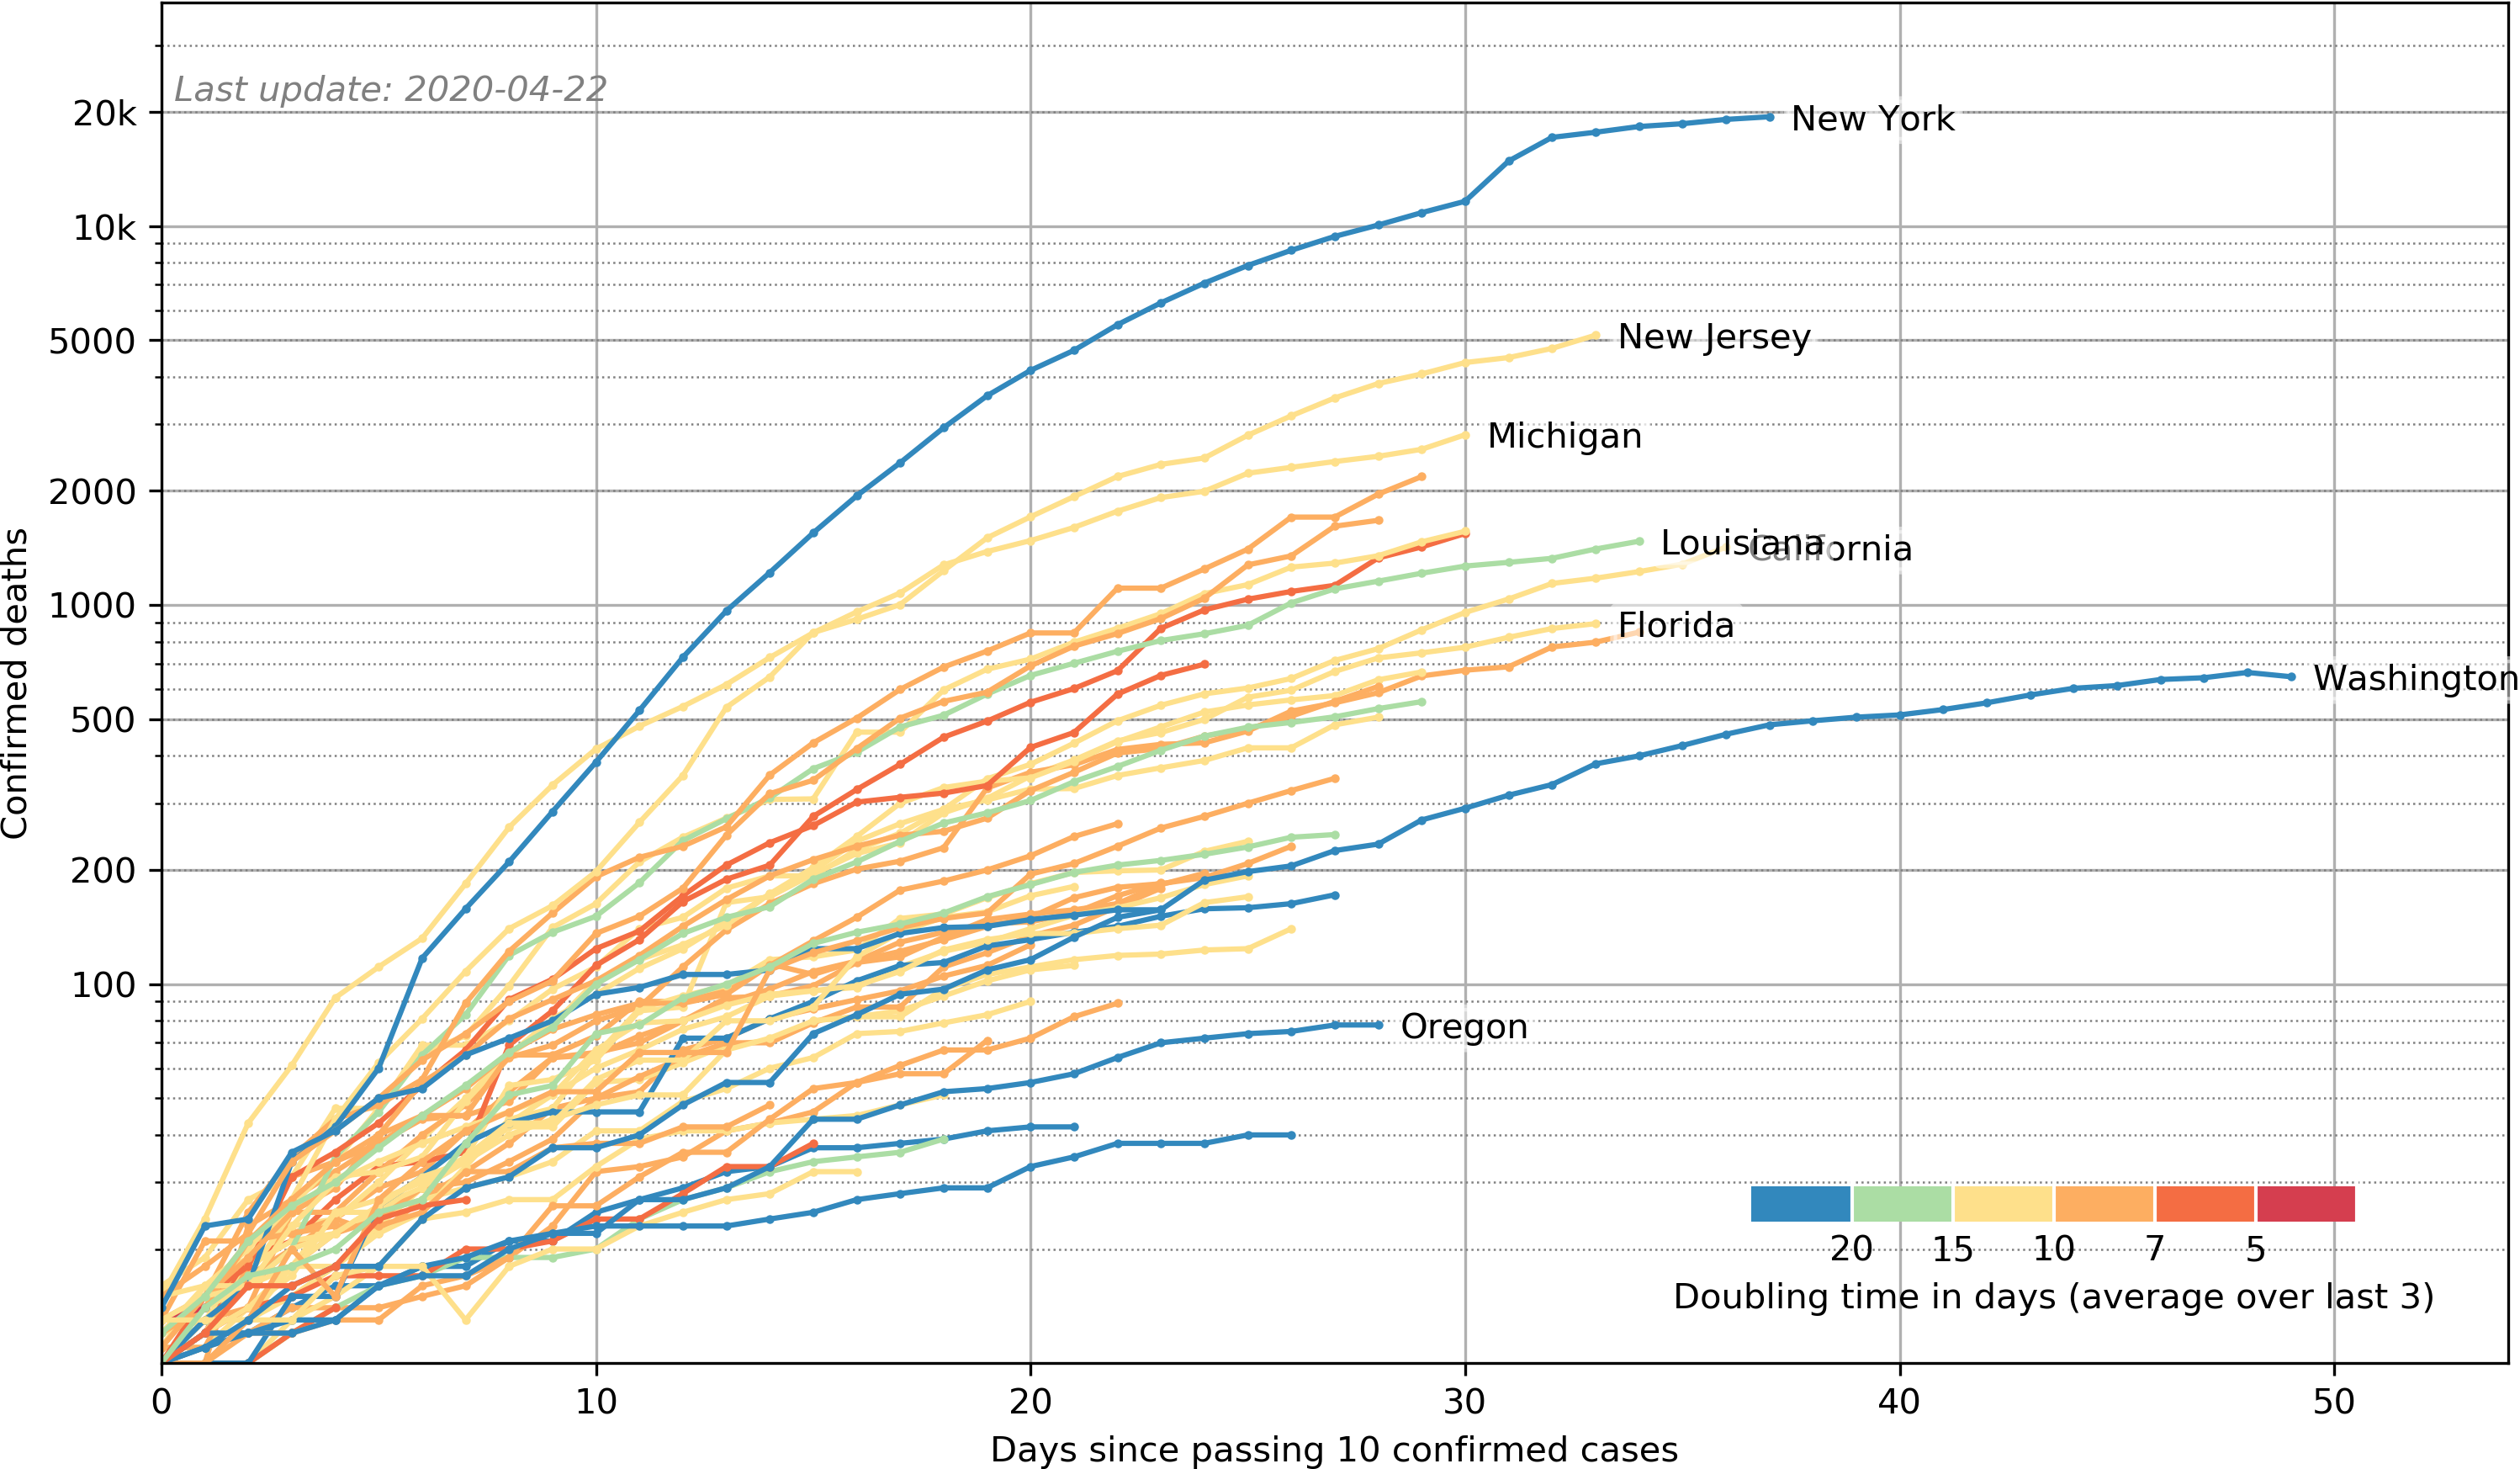 Last update: 2020-04-22
20k
10k
5000
2000
1000
500
200
100
Confirmed deaths
New York
New Jersey
Michigan
Louisiana
California
Florida
Washington
Oregon
20 15 10 7 5
Doubling time in days (average over last 3)
0 10 20 30 40 50
Days since passing 10 confirmed cases